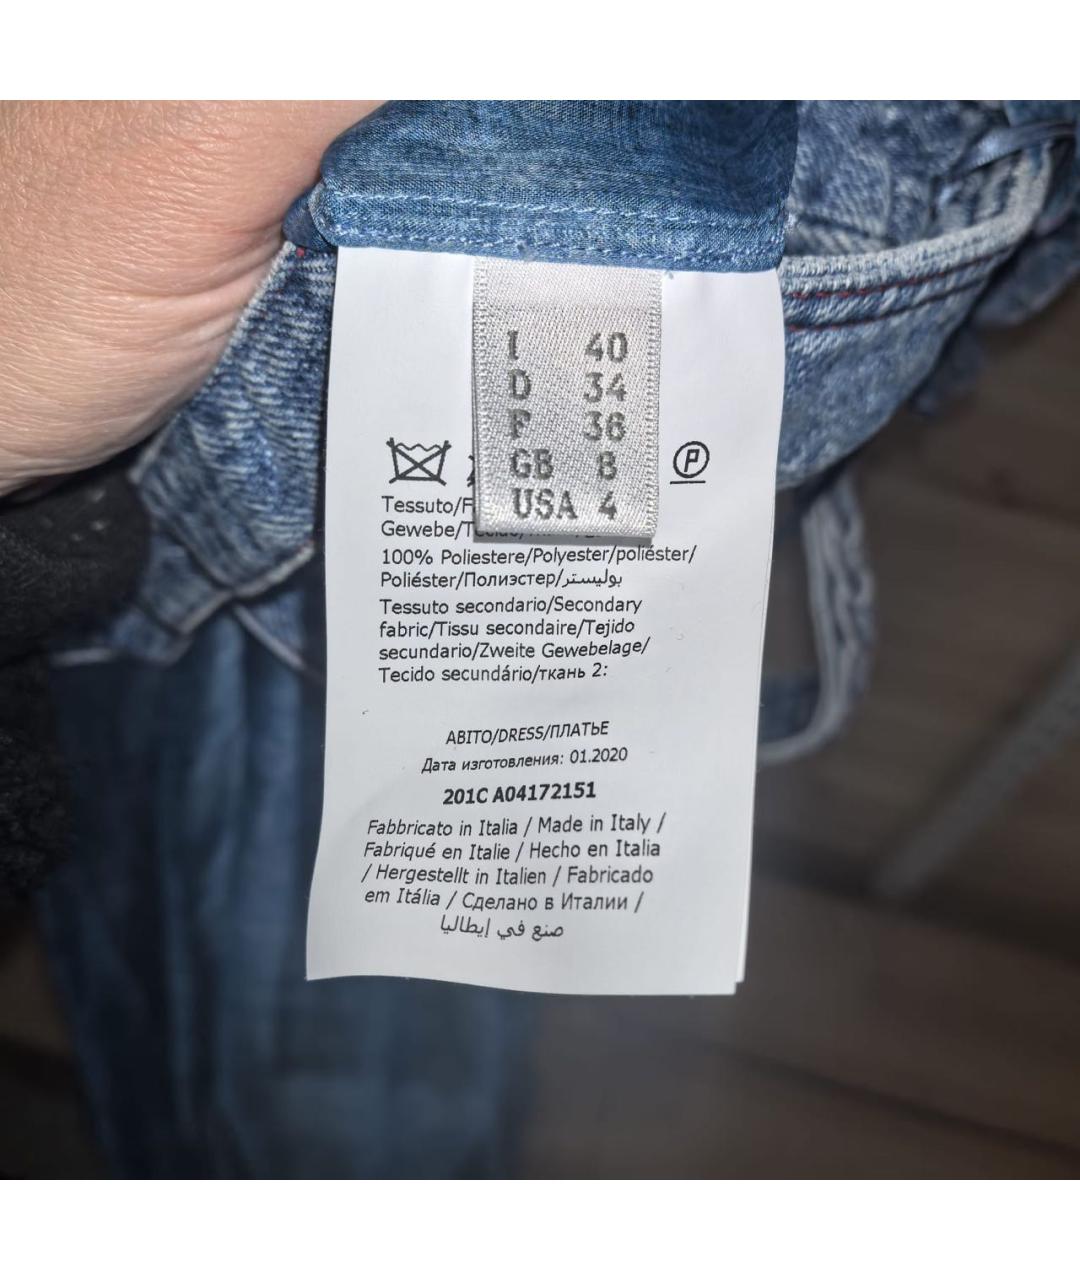 I 40
D 34
F 36
GB 8
USA 4
P
Tessuto/F
Gewebe/T
100% Poliestere/Polyester/poliéster/
Poliéster/Полиэстер/بوليستر
Tessuto secondario/Secondary
fabric/Tissu secondaire/Tejido
secundario/Zweite Gewebelage/
Tecido secundário/ткань 2:
ABITO/DRESS/ПЛАТЬЕ
Дата изготовления: 01.2020
201C A04172151
Fabbricato in Italia / Made in Italy /
Fabriqué en Italie / Hecho en Italia
/ Hergestellt in Italien / Fabricado
em Itália / Сделано в Италии /
صنع في إيطاليا